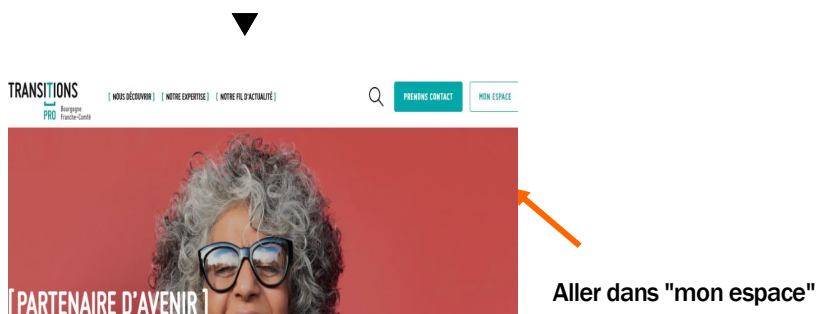 TRANSITIONS
PRO Bourgogne
Franche-Comté
[ NOUS DÉCOUVRIR ] [ NOTRE EXPERTISE ] [ NOTRE FIL D'ACTUALITÉ ]
PRENONS CONTACT
MON ESPACE
[ PARTENAIRE D'AVENIR ]
Aller dans "mon espace"